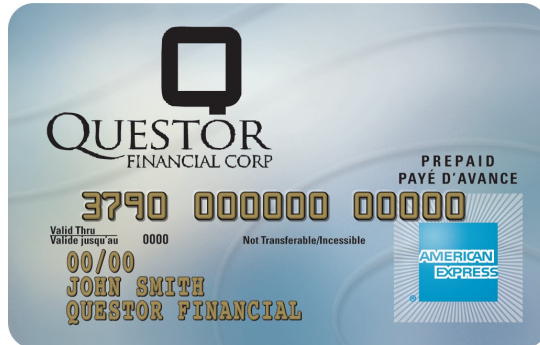 Q
QUESTOR
FINANCIAL CORP
PREPAID
PAYÉ D'AVANCE
3790 000000 00000
Valid Thru
Valide jusqu'au 0000 Not Transferable/Incessible
00/00
JOHN SMITH
QUESTOR FINANCIAL
AMERICAN
EXPRESS
®